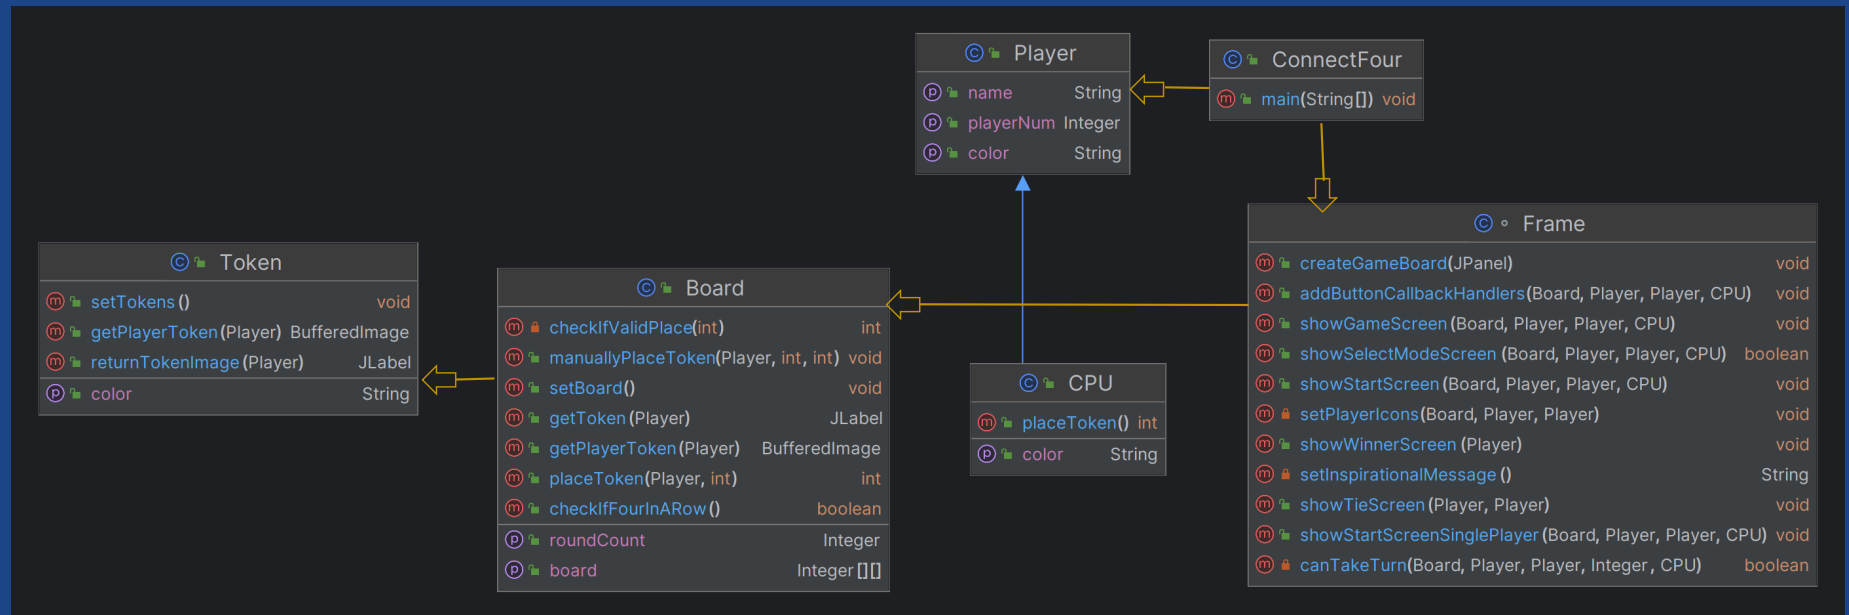 Player
name String
playerNum Integer
color String
ConnectFour
main(String[]) void
Token
setTokens() void
getPlayerToken(Player) BufferedImage
returnTokenImage(Player) JLabel
color String
Board
checkIfValidPlace(int) int
manuallyPlaceToken(Player, int, int) void
setBoard() void
getToken(Player) JLabel
getPlayerToken(Player) BufferedImage
placeToken(Player, int) int
checkIfFourInARow() boolean
roundCount Integer
board Integer[][]
CPU
placeToken() int
color String
Frame
createGameBoard(JPanel) void
addButtonCallbackHandlers(Board, Player, Player, CPU) void
showGameScreen(Board, Player, Player, CPU) void
showSelectModeScreen(Board, Player, Player, CPU) boolean
showStartScreen(Board, Player, Player, CPU) void
setPlayerIcons(Board, Player, Player) void
showWinnerScreen(Player) void
setInspirationalMessage() String
showTieScreen(Player, Player) void
showStartScreenSinglePlayer(Board, Player, Player, CPU) void
canTakeTurn(Board, Player, Player, Integer, CPU) boolean